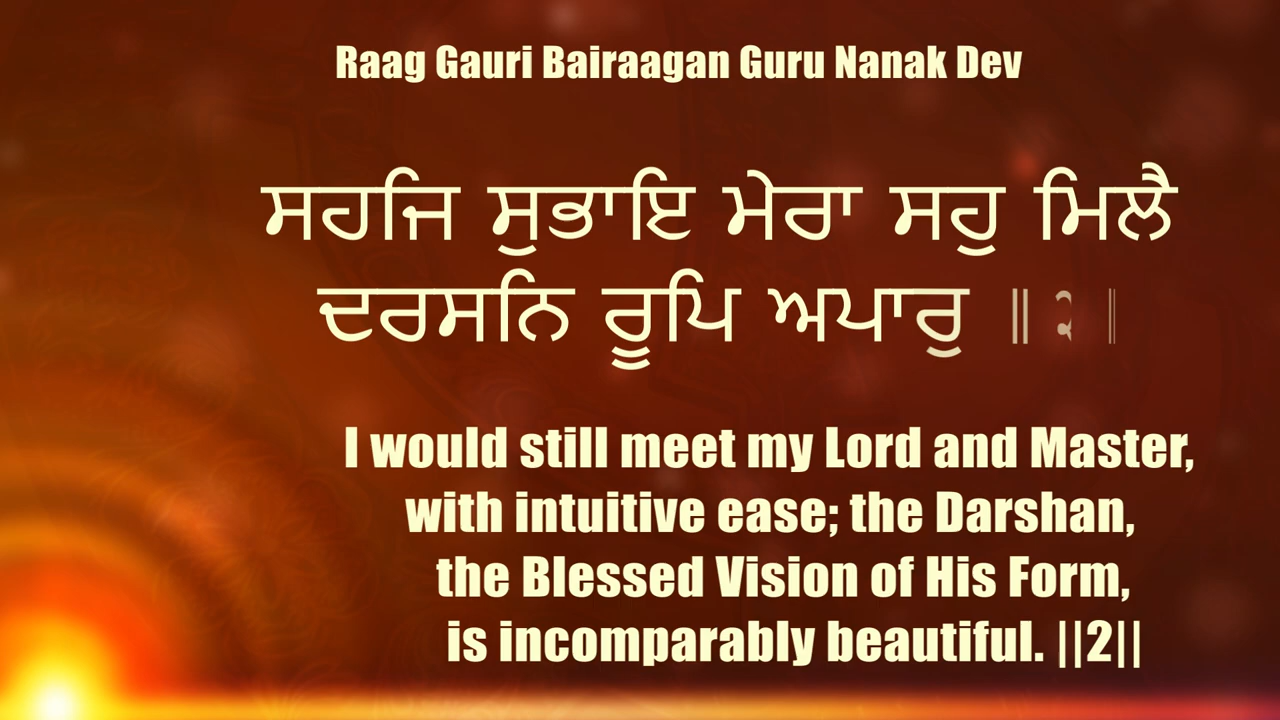 Raag Gauri Bairaagan Guru Nanak Dev
ਸਹਜਿ ਸੁਭਾਇ ਮੇਰਾ ਸਹੁ ਮਿਲੈ
ਦਰਸਨਿ ਰੂਪਿ ਅਪਾਰੁ ॥੨॥
I would still meet my Lord and Master,
with intuitive ease; the Darshan,
the Blessed Vision of His Form,
is incomparably beautiful. ||2||